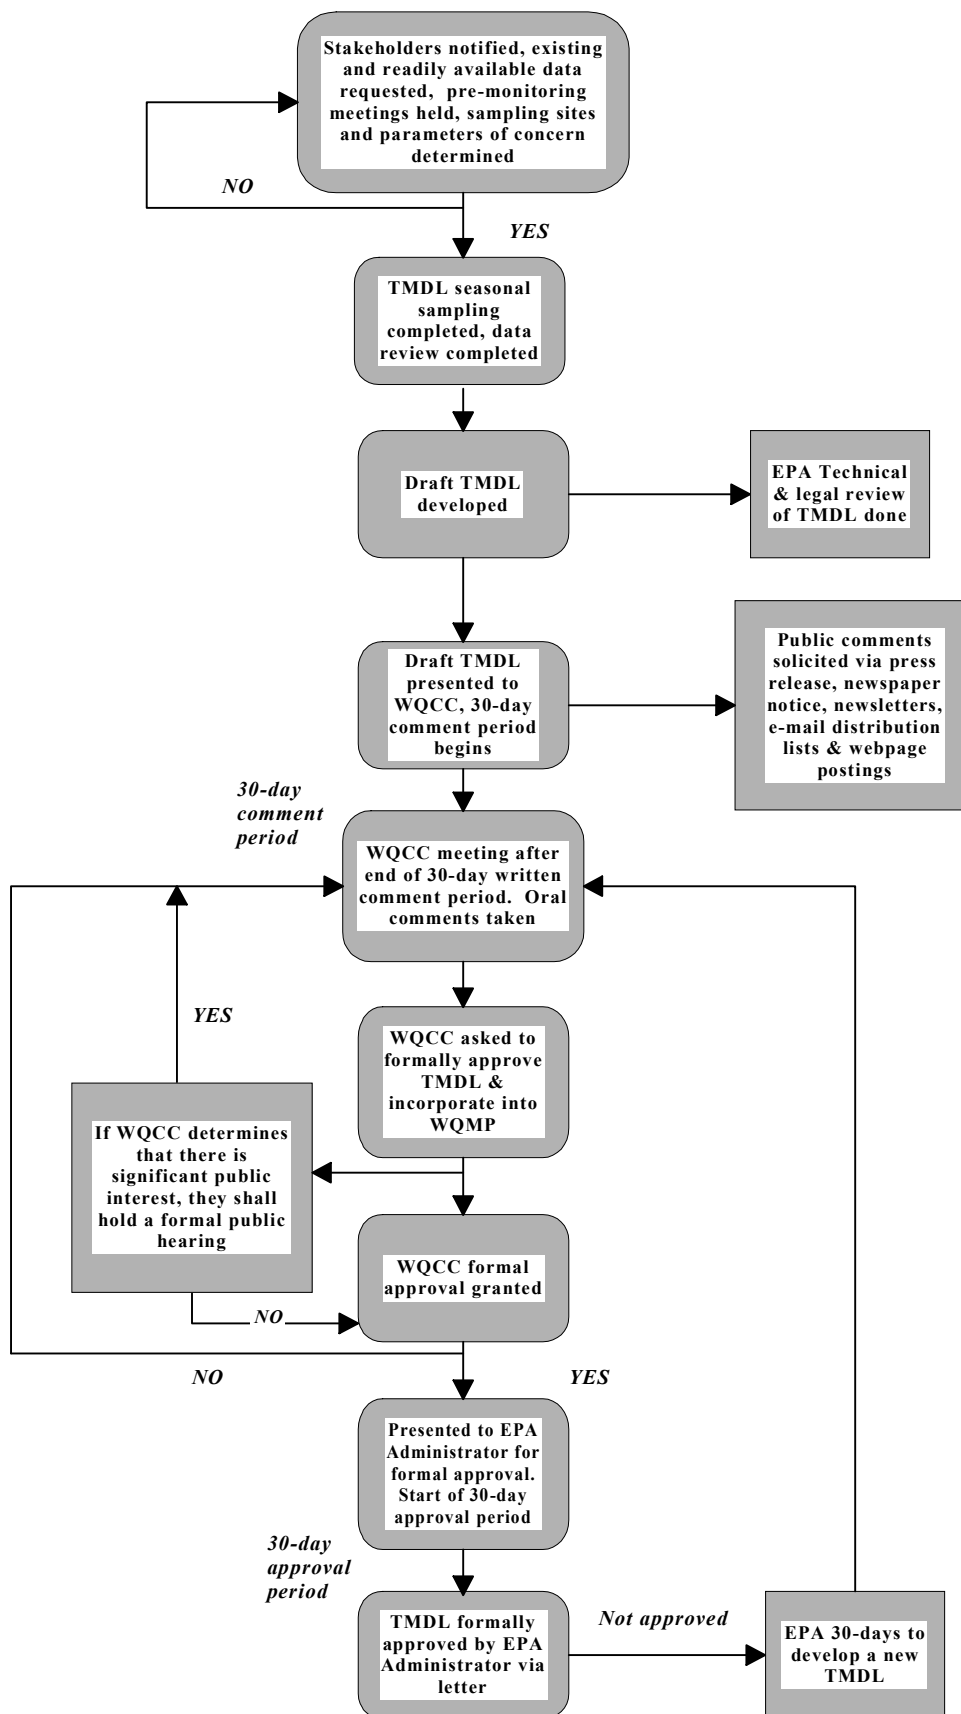 Stakeholders notified, existing
and readily available data
requested, pre-monitoring
meetings held, sampling sites
and parameters of concern
determined
NO
YES
TMDL seasonal
sampling
completed, data
review completed
Draft TMDL
developed
EPA Technical
& legal review
of TMDL done
Draft TMDL
presented to
WQCC, 30-day
comment period
begins
Public comments
solicited via press
release, newspaper
notice, newsletters,
e-mail distribution
lists & webpage
postings
30-day
comment
period
WQCC meeting after
end of 30-day written
comment period. Oral
comments taken
YES
WQCC asked to
formally approve
TMDL &
incorporate into
WQMP
If WQCC determines
that there is
significant public
interest, they shall
hold a formal public
hearing
WQCC formal
approval granted
NO
NO
YES
Presented to EPA
Administrator for
formal approval.
Start of 30-day
approval period
30-day
approval
period
TMDL formally
approved by EPA
Administrator via
letter
Not approved
EPA 30-days to
develop a new
TMDL